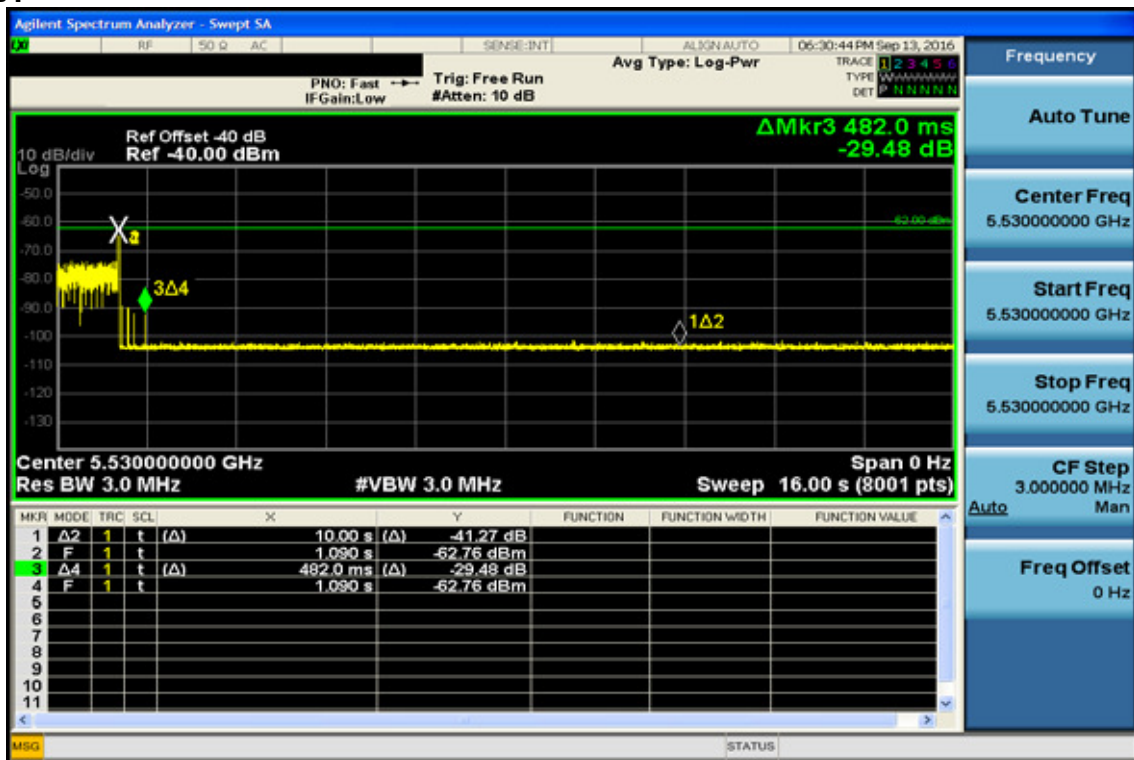 Agilent Spectrum Analyzer - Swept SA
LXI RF 50 Ω AC SENSE:INT ALIGN AUTO 06:30:44 PM Sep 13, 2016
Avg Type: Log-Pwr
TRACE 1 2 3 4 5 6
TYPE
DET P N N N N N
PNO: Fast
IFGain:Low
Trig: Free Run
#Atten: 10 dB
Frequency
Auto Tune
Center Freq
5.530000000 GHz
Start Freq
5.530000000 GHz
Stop Freq
5.530000000 GHz
CF Step
3.000000 MHz
Auto Man
Freq Offset
0 Hz
ΔMkr3 482.0 ms
-29.48 dB
Ref Offset -40 dB
10 dB/div Ref -40.00 dBm
Log
-50.0
-60.0
-70.0
-80.0
-90.0
-100
-110
-120
-130
-62.00 dBm
a
3Δ4
1Δ2
Center 5.530000000 GHz Span 0 Hz
Res BW 3.0 MHz #VBW 3.0 MHz Sweep 16.00 s (8001 pts)
MKR MODE TRC SCL X Y FUNCTION FUNCTION WIDTH FUNCTION VALUE
1 Δ2 1 t (Δ) 10.00 s (Δ) -41.27 dB
2 F 1 t 1.090 s -62.76 dBm
3 Δ4 1 t (Δ) 482.0 ms (Δ) -29.48 dB
4 F 1 t 1.090 s -62.76 dBm
5
6
7
8
9
10
11
MSG STATUS